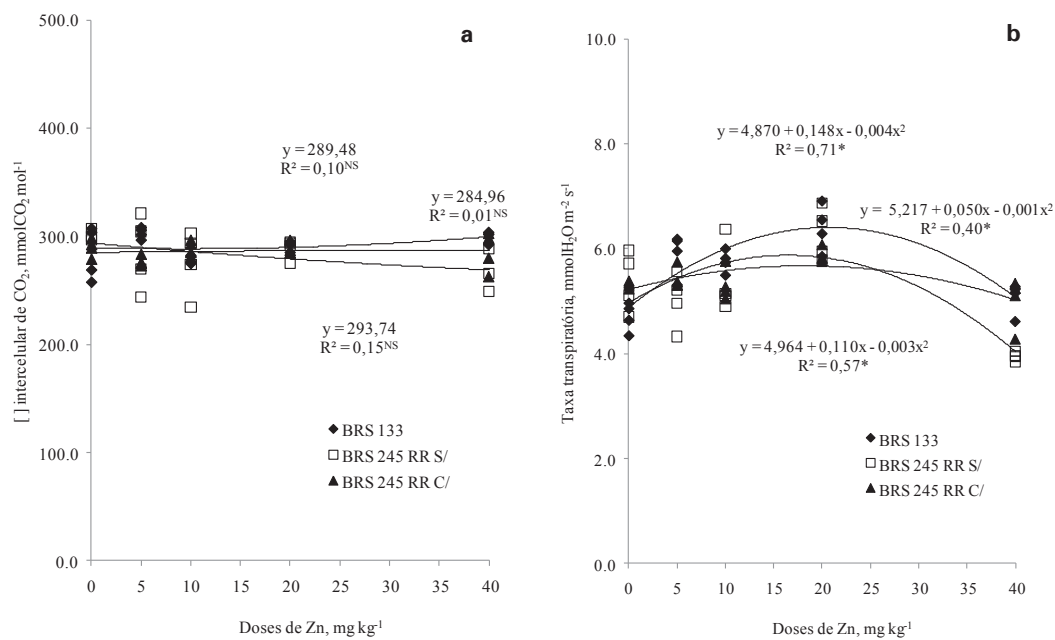 a
500.0
400.0
300.0
200.0
100.0
0.0
[ ] intercelular de CO₂, mmolCO₂ mol⁻¹
y = 289,48
R² = 0,10ᴺˢ
y = 284,96
R² = 0,01ᴺˢ
y = 293,74
R² = 0,15ᴺˢ
BRS 133
BRS 245 RR S/
BRS 245 RR C/
0 5 10 15 20 25 30 35 40
Doses de Zn, mg kg⁻¹
b
10.0
8.0
6.0
4.0
2.0
0.0
Taxa transpiratória, mmolH₂O m⁻² s⁻¹
y = 4,870 + 0,148x - 0,004x²
R² = 0,71*
y = 5,217 + 0,050x - 0,001x²
R² = 0,40*
y = 4,964 + 0,110x - 0,003x²
R² = 0,57*
BRS 133
BRS 245 RR S/
BRS 245 RR C/
0 5 10 15 20 25 30 35 40
Doses de Zn, mg kg⁻¹